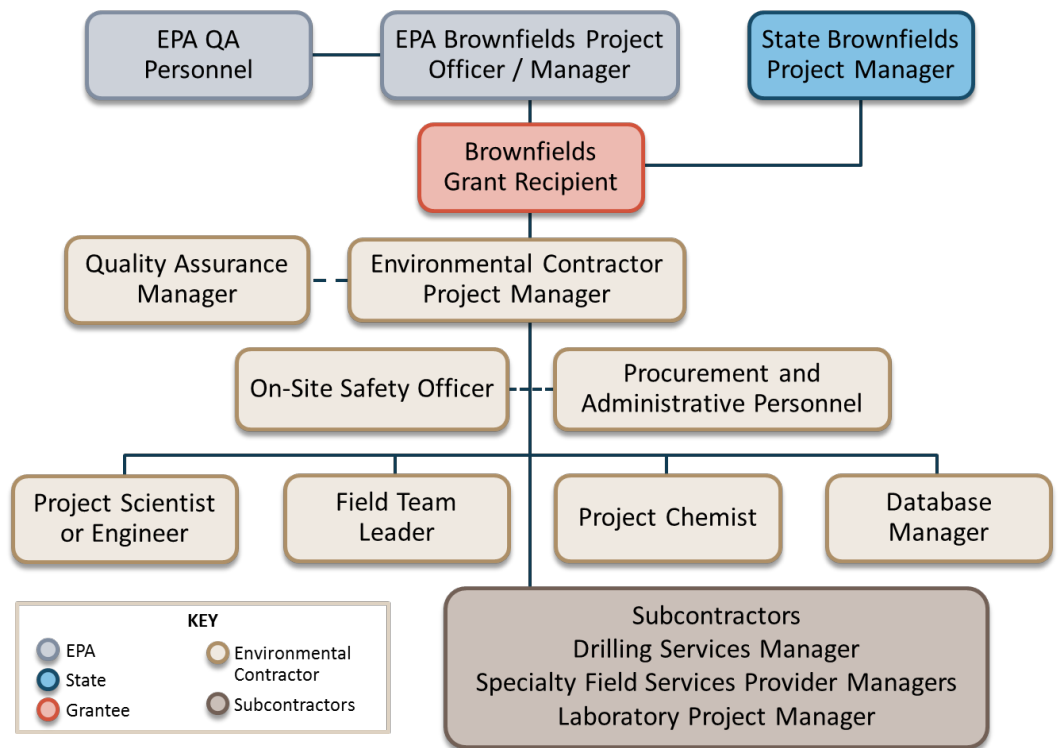 EPA QA
Personnel
EPA Brownfields Project
Officer / Manager
State Brownfields
Project Manager
Brownfields
Grant Recipient
Quality Assurance
Manager
Environmental Contractor
Project Manager
On-Site Safety Officer
Procurement and
Administrative Personnel
Project Scientist
or Engineer
Field Team
Leader
Project Chemist
Database
Manager
KEY
EPA
State
Grantee
Environmental
Contractor
Subcontractors
Subcontractors
Drilling Services Manager
Specialty Field Services Provider Managers
Laboratory Project Manager